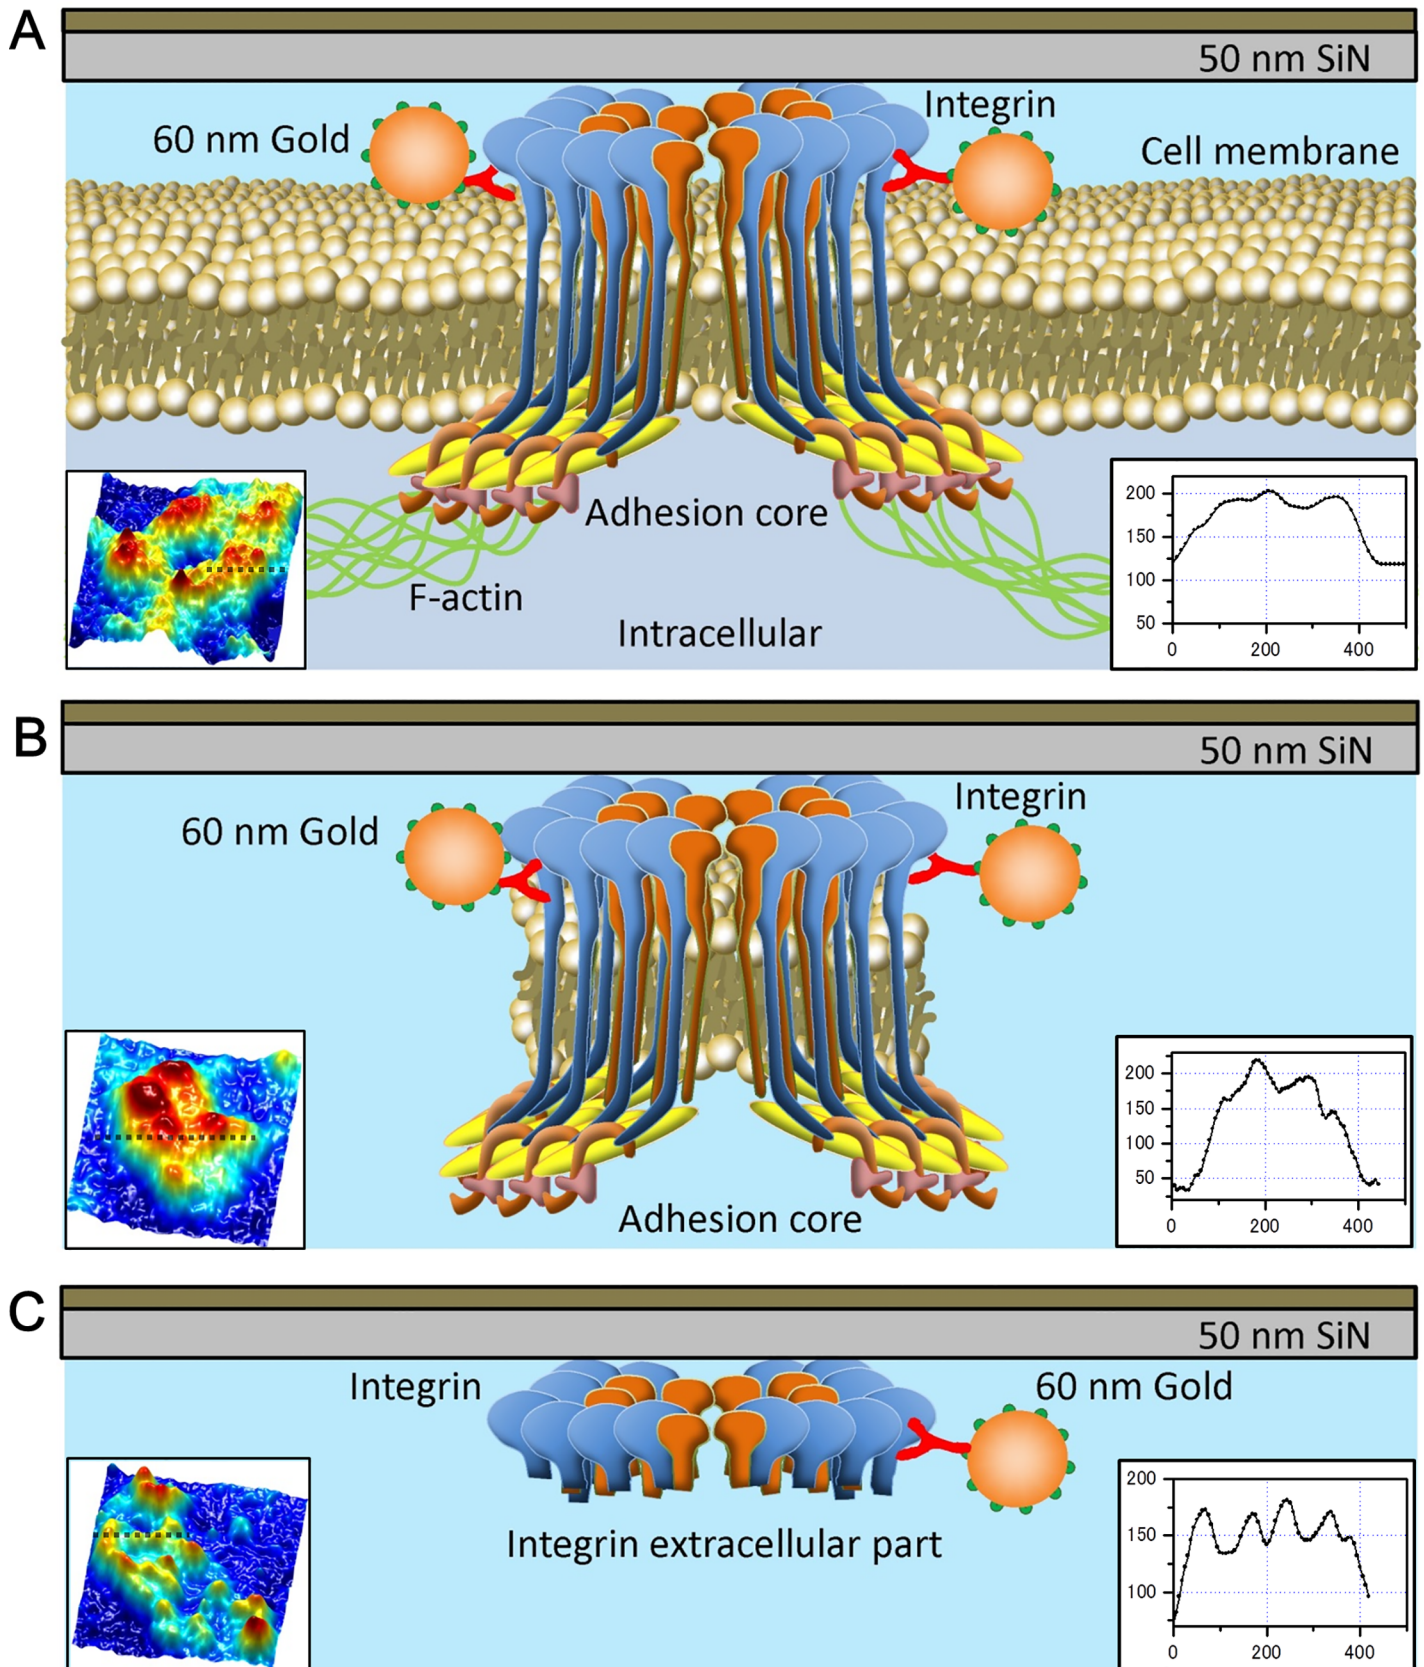 A
50 nm SiN
Integrin
60 nm Gold
Cell membrane
Adhesion core
F-actin
Intracellular
200
150
100
50
0 200 400
B
50 nm SiN
Integrin
60 nm Gold
Adhesion core
200
150
100
50
0 200 400
C
50 nm SiN
Integrin
60 nm Gold
Integrin extracellular part
200
150
100
0 200 400